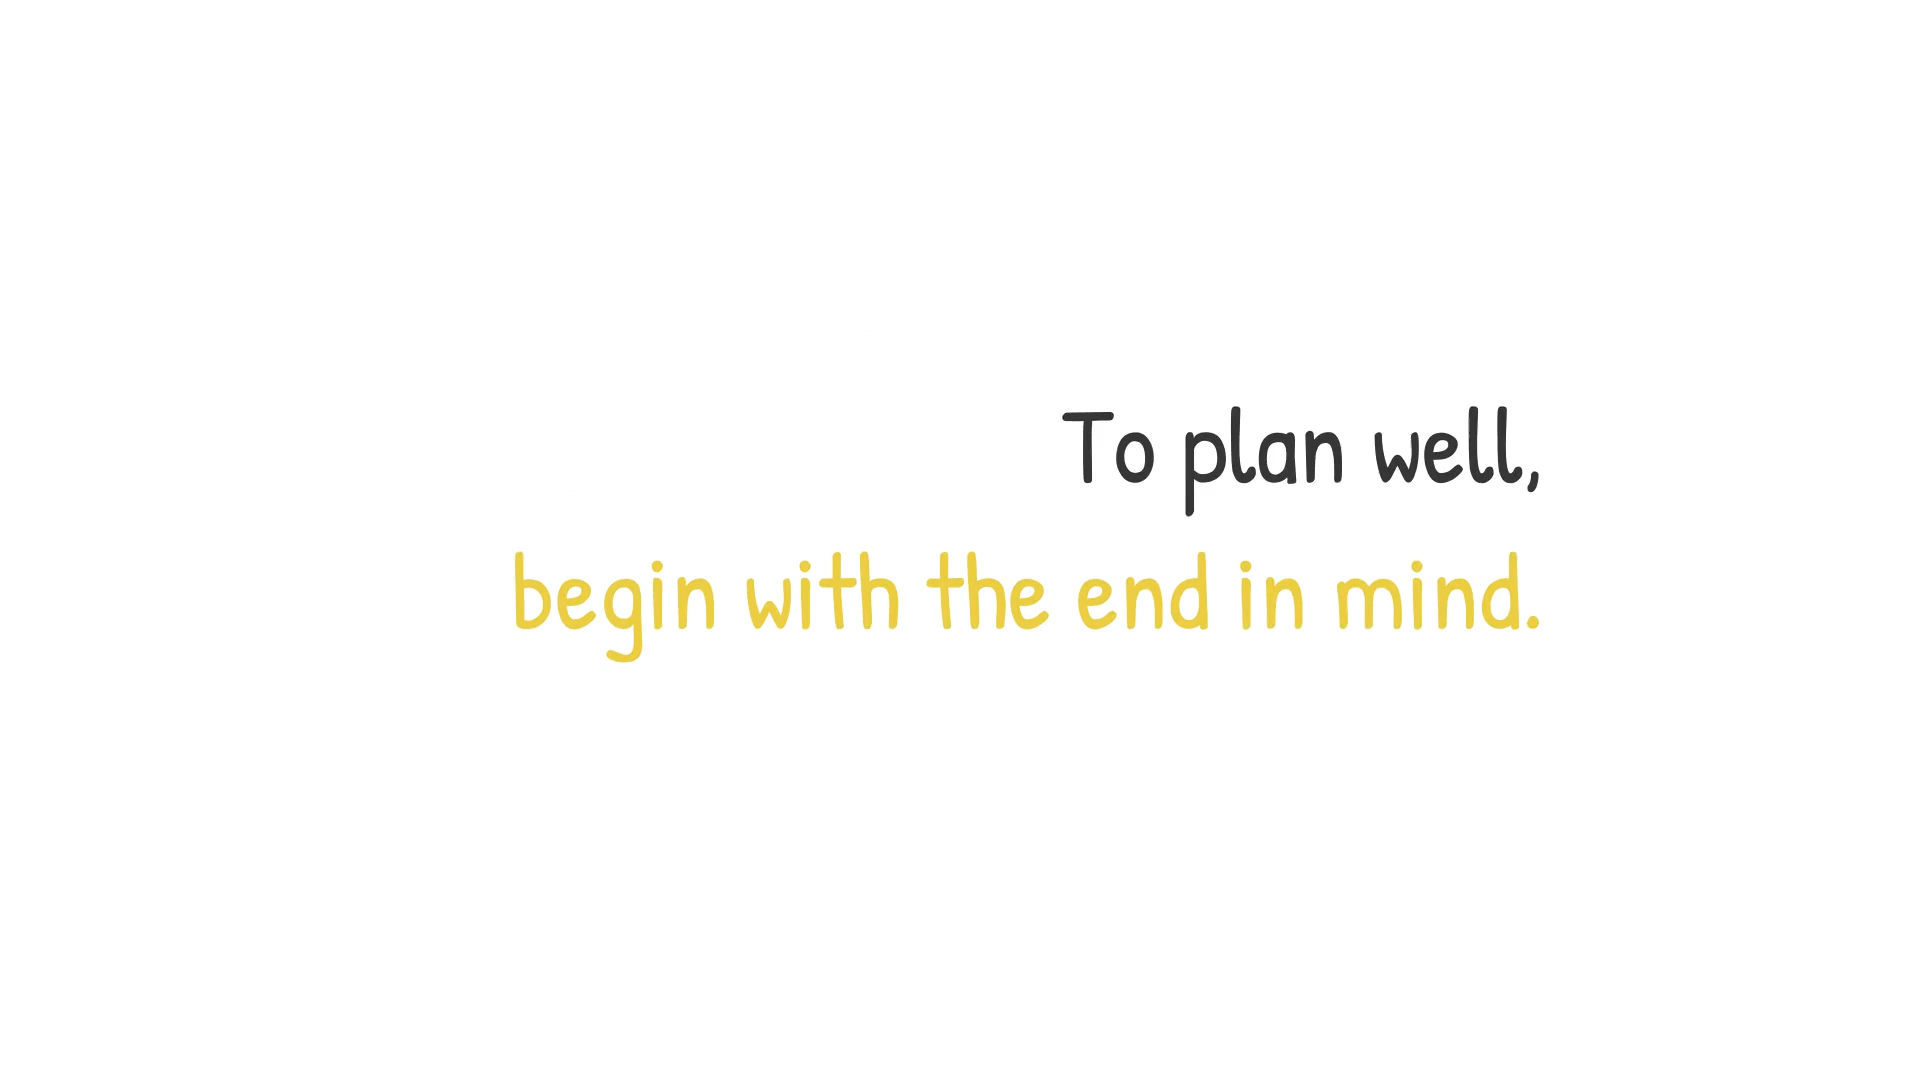 To plan well,
begin with the end in mind.